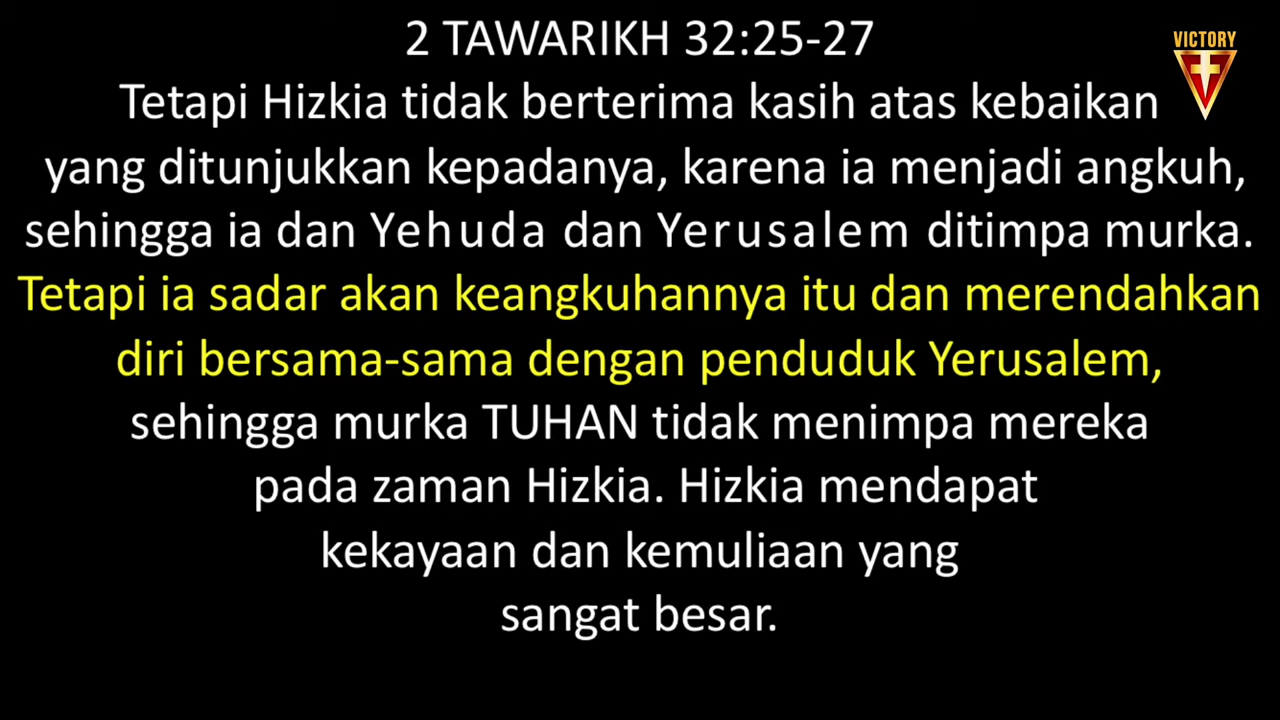 2 TAWARIKH 32:25-27
VICTORY
Tetapi Hizkia tidak berterima kasih atas kebaikan
yang ditunjukkan kepadanya, karena ia menjadi angkuh,
sehingga ia dan Yehuda dan Yerusalem ditimpa murka.
Tetapi ia sadar akan keangkuhannya itu dan merendahkan
diri bersama-sama dengan penduduk Yerusalem,
sehingga murka TUHAN tidak menimpa mereka
pada zaman Hizkia. Hizkia mendapat
kekayaan dan kemuliaan yang
sangat besar.